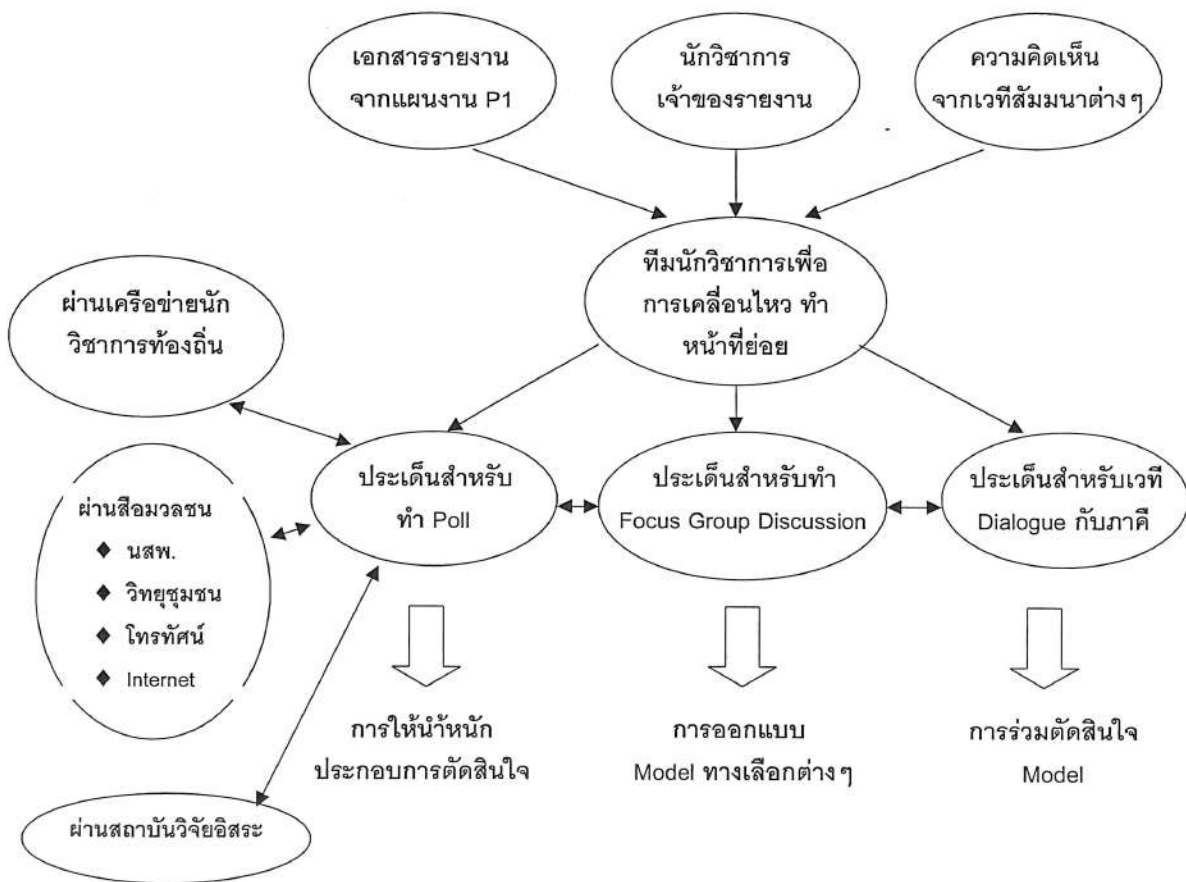 เอกสารรายงาน
จากแผนงาน P1
นักวิชาการ
เจ้าของรายงาน
ความคิดเห็น
จากเวทีสัมมนาต่างๆ
ทีมนักวิชาการเพื่อ
การเคลื่อนไหว ทำ
หน้าที่ย่อย
ผ่านเครือข่ายนัก
วิชาการท้องถิ่น
ประเด็นสำหรับ
ทำ Poll
ประเด็นสำหรับทำ
Focus Group Discussion
ประเด็นสำหรับเวที
Dialogue กับภาคี
ผ่านสื่อมวลชน
◆ นสพ.
◆ วิทยุชุมชน
◆ โทรทัศน์
◆ Internet
การให้น้ำหนัก
ประกอบการตัดสินใจ
การออกแบบ
Model ทางเลือกต่างๆ
การร่วมตัดสินใจ
Model
ผ่านสถาบันวิจัยอิสระ